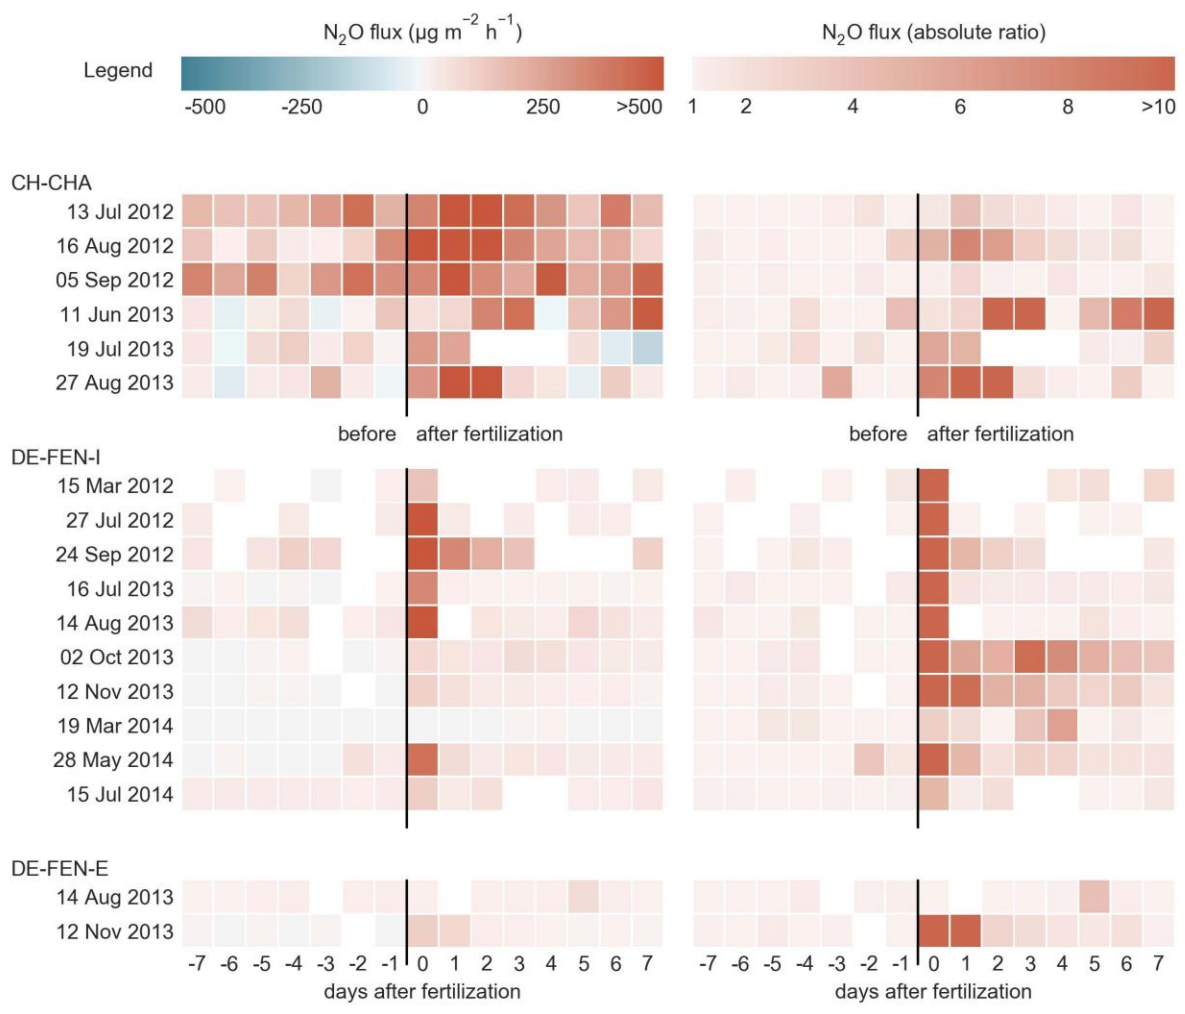 N₂O flux (µg m⁻² h⁻¹) N₂O flux (absolute ratio)
Legend
-500 -250 0 250 >500 1 2 4 6 8 >10
CH-CHA
13 Jul 2012
16 Aug 2012
05 Sep 2012
11 Jun 2013
19 Jul 2013
27 Aug 2013
before after fertilization before after fertilization
DE-FEN-I
15 Mar 2012
27 Jul 2012
24 Sep 2012
16 Jul 2013
14 Aug 2013
02 Oct 2013
12 Nov 2013
19 Mar 2014
28 May 2014
15 Jul 2014
DE-FEN-E
14 Aug 2013
12 Nov 2013
-7 -6 -5 -4 -3 -2 -1 0 1 2 3 4 5 6 7 -7 -6 -5 -4 -3 -2 -1 0 1 2 3 4 5 6 7
days after fertilization days after fertilization